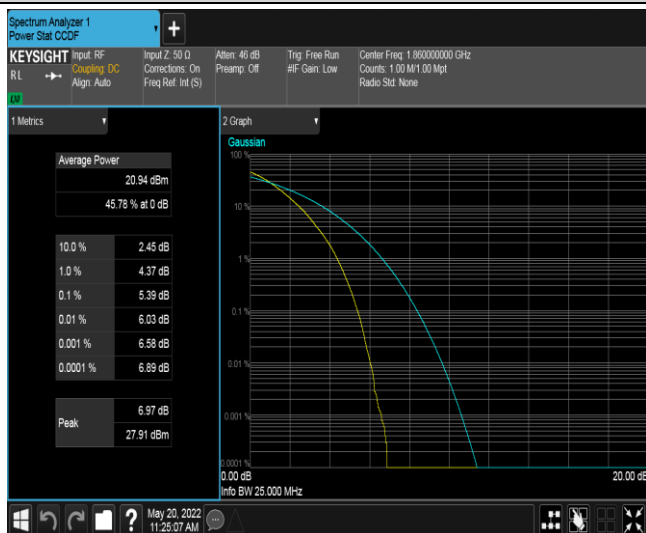 Spectrum Analyzer 1
Power Stat CCDF
+
KEYSIGHT
RL
LXI
Input: RF
Coupling: DC
Align: Auto
Input Z: 50 Ω
Corrections: On
Freq Ref: Int (S)
Atten: 46 dB
Preamp: Off
Trig: Free Run
#IF Gain: Low
Center Freq: 1.860000000 GHz
Counts: 1.00 M/1.00 Mpt
Radio Std: None
1 Metrics
Average Power
20.94 dBm
45.78 % at 0 dB
10.0 % 2.45 dB
1.0 % 4.37 dB
0.1 % 5.39 dB
0.01 % 6.03 dB
0.001 % 6.58 dB
0.0001 % 6.89 dB
Peak
6.97 dB
27.91 dBm
2 Graph
Gaussian
100 %
10 %
1 %
0.1 %
0.01 %
0.001 %
0.0001 %
0.00 dB 20.00 dB
Info BW 25.000 MHz
?
May 20, 2022
11:25:07 AM